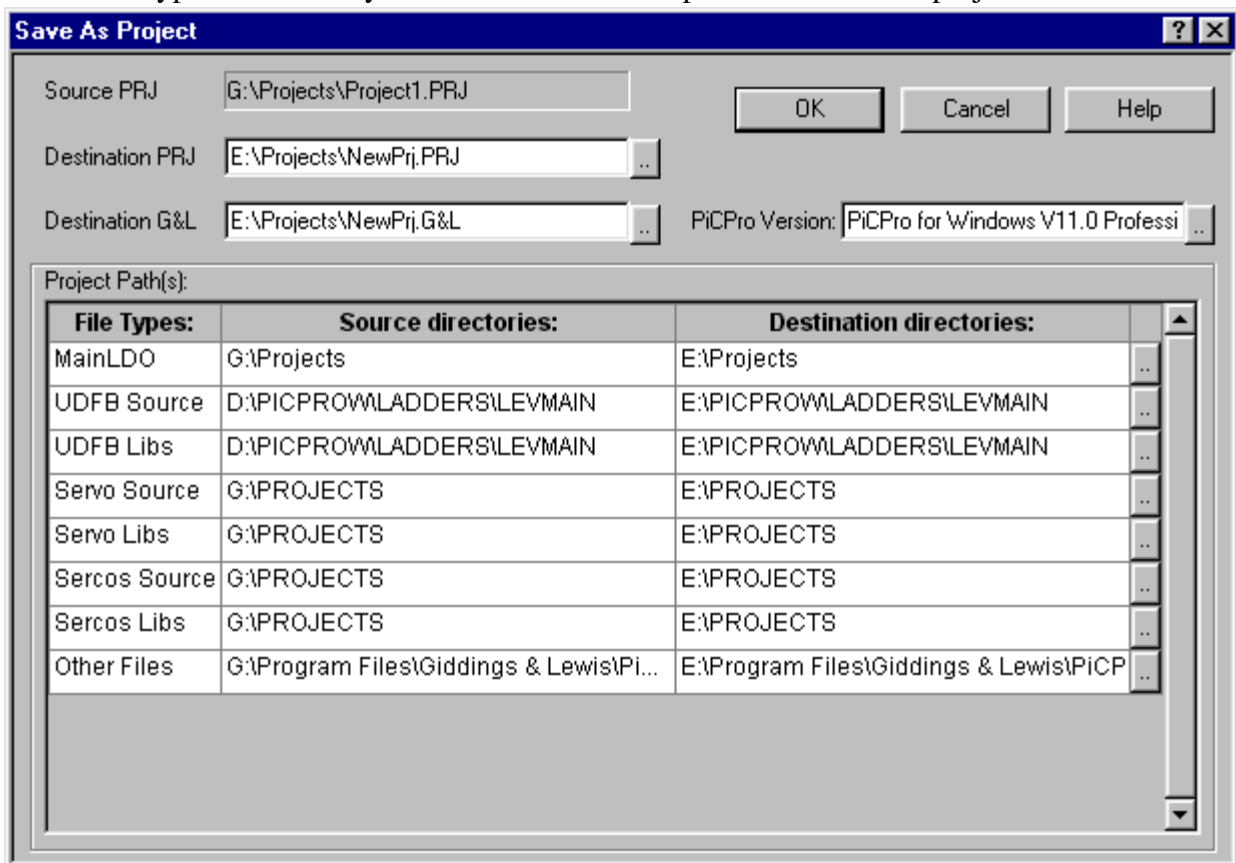 Save As Project
Source PRJ G:\Projects\Project1.PRJ
OK Cancel Help
Destination PRJ E:\Projects\NewPrj.PRJ ..
Destination G&L E:\Projects\NewPrj.G&L .. PiCPro Version: PiCPro for Windows V11.0 Professi ..
Project Path(s):
File Types: Source directories: Destination directories:
MainLDO G:\Projects E:\Projects ..
UDFB Source D:\PICPROW\LADDERS\LEVMAIN E:\PICPROW\LADDERS\LEVMAIN ..
UDFB Libs D:\PICPROW\LADDERS\LEVMAIN E:\PICPROW\LADDERS\LEVMAIN ..
Servo Source G:\PROJECTS E:\PROJECTS ..
Servo Libs G:\PROJECTS E:\PROJECTS ..
Sercos Source G:\PROJECTS E:\PROJECTS ..
Sercos Libs G:\PROJECTS E:\PROJECTS ..
Other Files G:\Program Files\Giddings & Lewis\Pi... E:\Program Files\Giddings & Lewis\PiCP ..